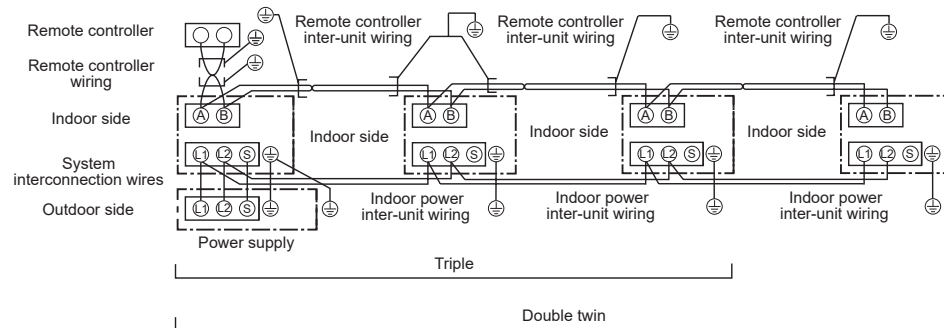 Remote controller
Remote controller
inter-unit wiring
Remote controller
inter-unit wiring
Remote controller
inter-unit wiring
Remote controller
wiring
Indoor side
A B
Indoor side
A B
Indoor side
A B
Indoor side
A B
System
interconnection wires
L1 L2 S
L1 L2 S
L1 L2 S
L1 L2 S
Outdoor side
L1 L2 S
Indoor power
inter-unit wiring
Indoor power
inter-unit wiring
Indoor power
inter-unit wiring
Power supply
Triple
Double twin